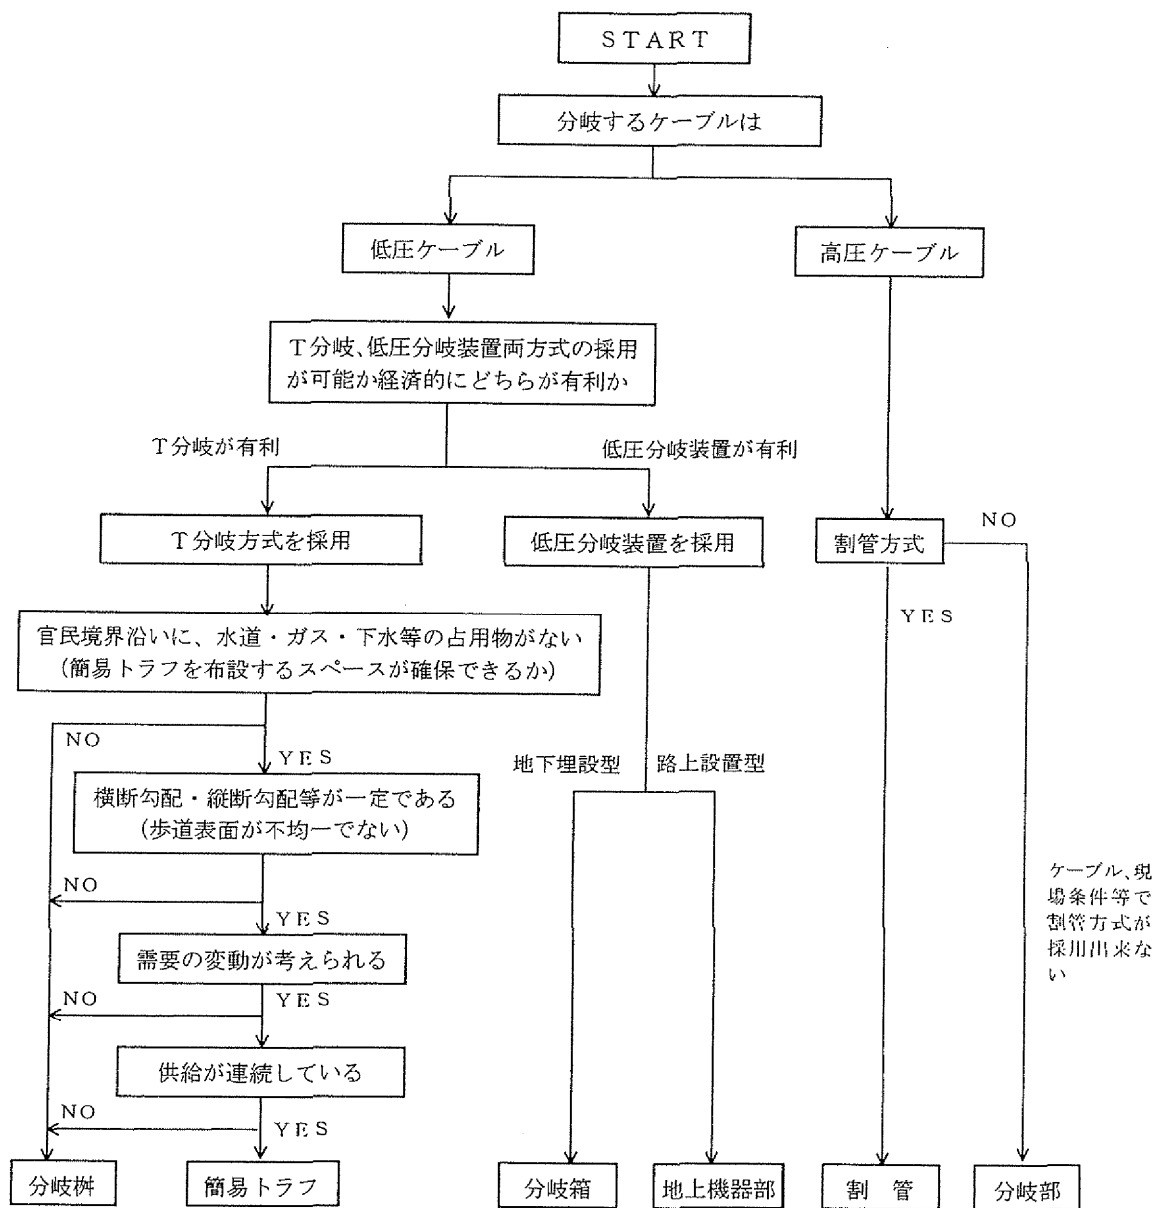 START
分岐するケーブルは
低圧ケーブル
高圧ケーブル
T分岐、低圧分岐装置両方式の採用
が可能か経済的にどちらが有利か
T分岐が有利
低圧分岐装置が有利
T分岐方式を採用
低圧分岐装置を採用
割管方式
NO
YES
官民境界沿いに、水道・ガス・下水等の占用物がない
(簡易トラフを布設するスペースが確保できるか)
NO
YES
地下埋設型
路上設置型
横断勾配・縦断勾配等が一定である
(歩道表面が不均一でない)
ケーブル、現
場条件等で
割管方式が
採用出来な
い
NO
YES
需要の変動が考えられる
NO
YES
供給が連続している
NO
YES
分岐桝
簡易トラフ
分岐箱
地上機器部
割 管
分岐部